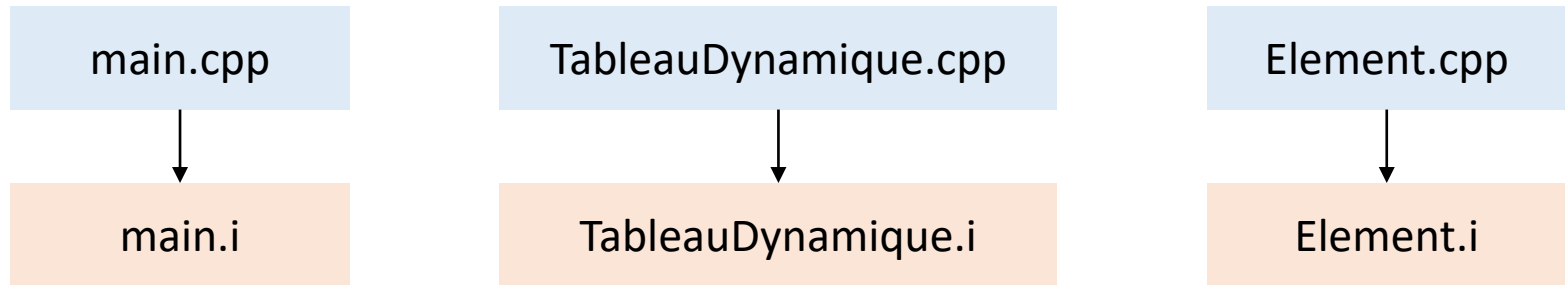 main.cpp
TableauDynamique.cpp
Element.cpp
main.i
TableauDynamique.i
Element.i